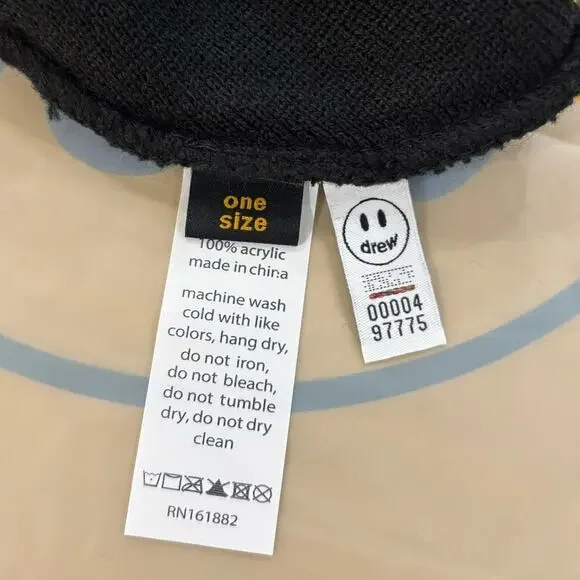 one
size
100% acrylic
made in china
machine wash
cold with like
colors, hang dry,
do not iron,
do not bleach,
do not tumble
dry, do not dry
clean
RN161882
drew
00004
97775